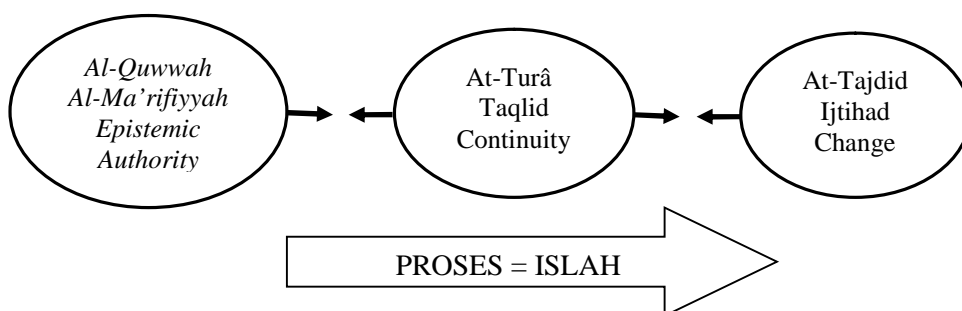 Al-Quwwah
Al-Ma'rifiyyah
Epistemic
Authority
At-Turâ
Taqlid
Continuity
At-Tajdid
Ijtihad
Change
PROSES = ISLAH